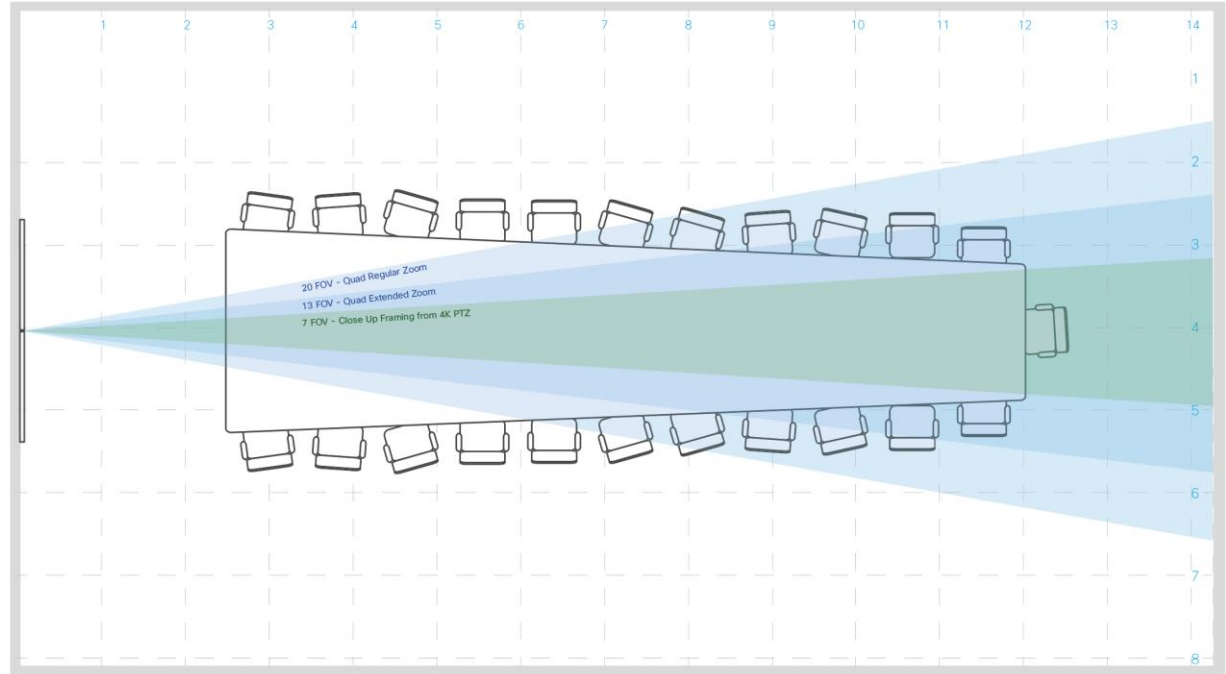 1 2 3 4 5 6 7 8 9 10 11 12 13 14
1
2
3
20 FOV - Quad Regular Zoom
13 FOV - Quad Extended Zoom
7 FOV - Close Up Framing from 4K PTZ
4
5
6
7
8